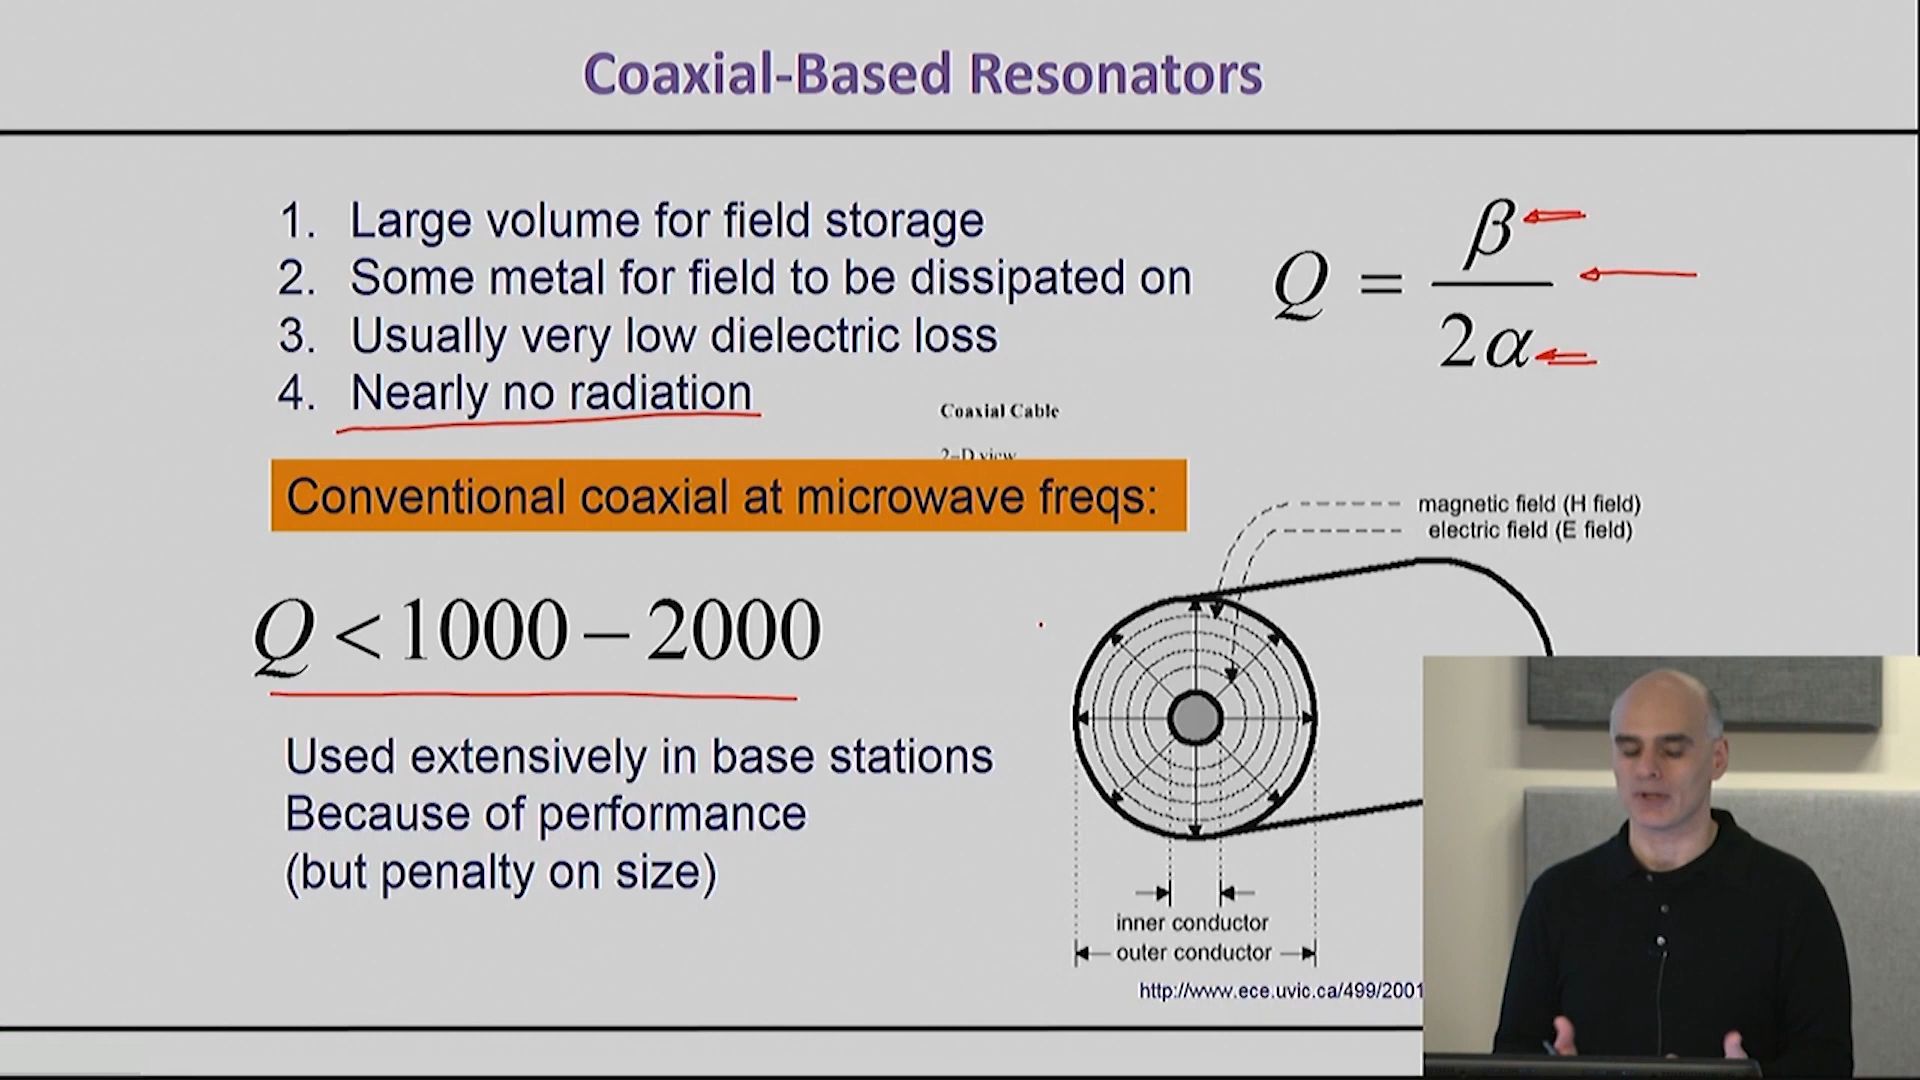 Coaxial-Based Resonators
1. Large volume for field storage
2. Some metal for field to be dissipated on
3. Usually very low dielectric loss
4. Nearly no radiation
Q = β / 2α
Coaxial Cable
2-D view
Conventional coaxial at microwave freqs:
magnetic field (H field)
electric field (E field)
Q < 1000 – 2000
Used extensively in base stations
Because of performance
(but penalty on size)
inner conductor
outer conductor
http://www.ece.uvic.ca/499/2001